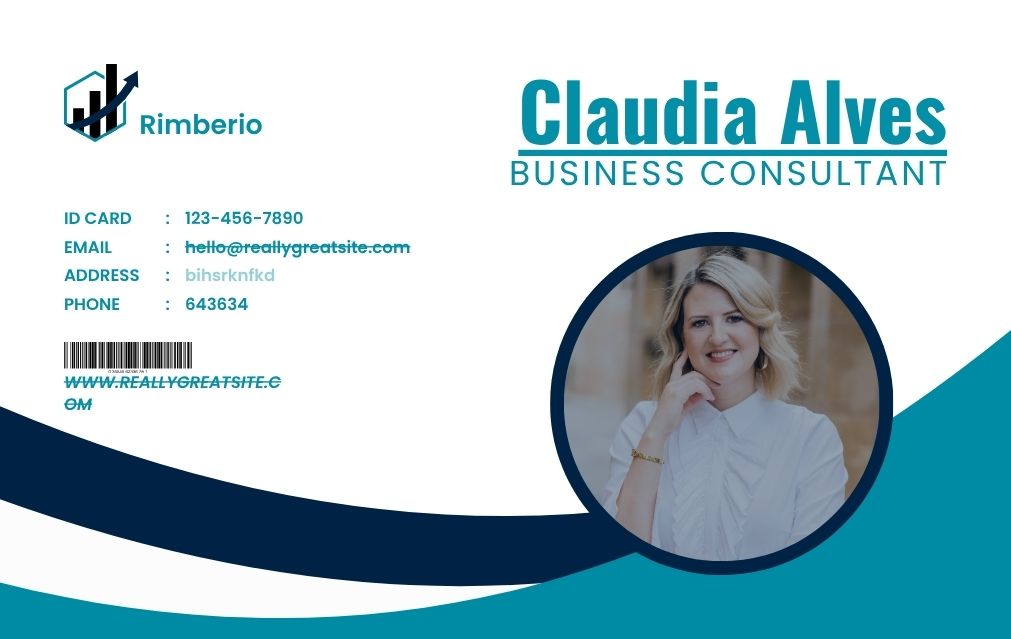 Rimberio
Claudia Alves
BUSINESS CONSULTANT
ID CARD : 123-456-7890
EMAIL : hello@reallygreatsite.com
ADDRESS : bihsrknfkd
PHONE : 643634
WWW.REALLYGREATSITE.C
OM